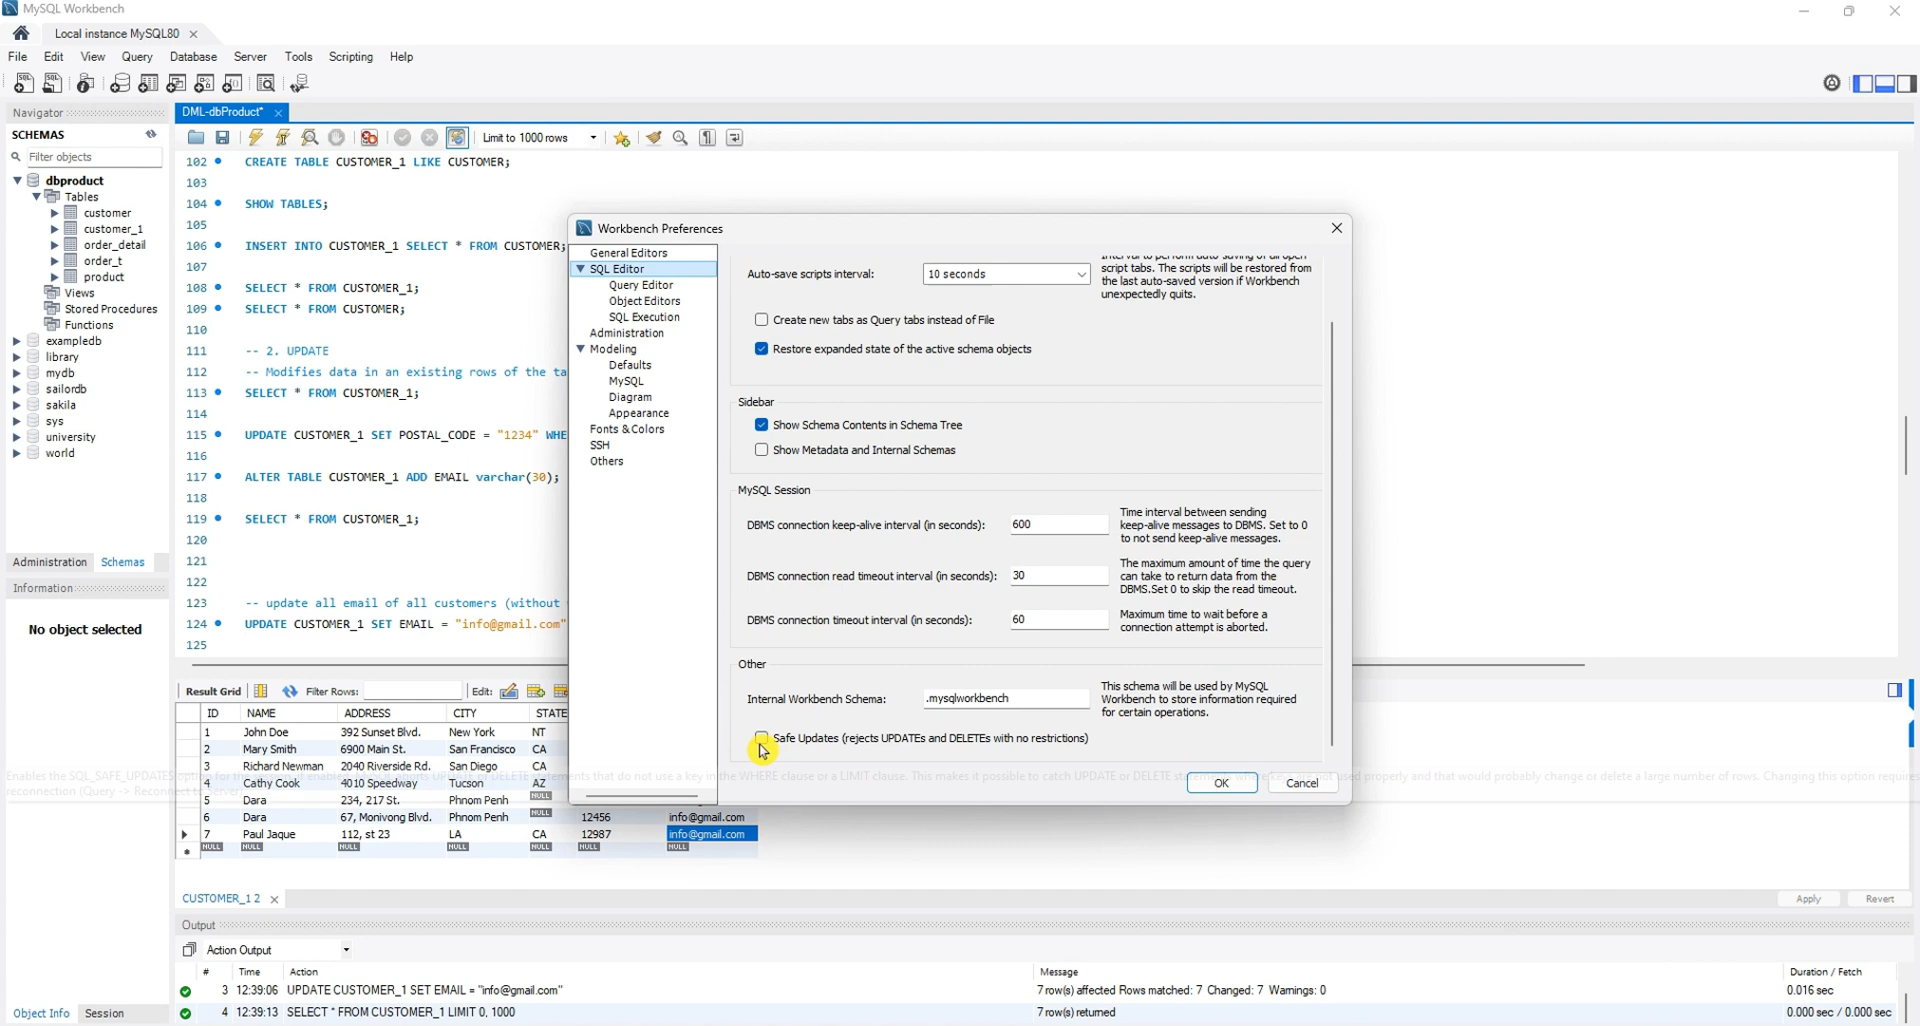 MySQL Workbench
Local instance MySQL80
File Edit View Query Database Server Tools Scripting Help
Navigator
SCHEMAS
Filter objects
dbproduct
Tables
customer
customer_1
order_detail
order_t
product
Views
Stored Procedures
Functions
exampledb
library
mydb
sailordb
sakila
sys
university
world
Administration Schemas
Information
No object selected
Object Info Session
DML-dbProduct*
Limit to 1000 rows
102 CREATE TABLE CUSTOMER_1 LIKE CUSTOMER;
103
104 SHOW TABLES;
105
106 INSERT INTO CUSTOMER_1 SELECT * FROM CUSTOMER;
107
108 SELECT * FROM CUSTOMER_1;
109 SELECT * FROM CUSTOMER;
110
111 -- 2. UPDATE
112 -- Modifies data in an existing rows of the ta
113 SELECT * FROM CUSTOMER_1;
114
115 UPDATE CUSTOMER_1 SET POSTAL_CODE = "1234" WHE
116
117 ALTER TABLE CUSTOMER_1 ADD EMAIL varchar(30);
118
119 SELECT * FROM CUSTOMER_1;
120
121
122
123 -- update all email of all customers (without
124 UPDATE CUSTOMER_1 SET EMAIL = "info@gmail.com"
125
Workbench Preferences
General Editors
SQL Editor
Query Editor
Object Editors
SQL Execution
Administration
Modeling
Defaults
MySQL
Diagram
Appearance
Fonts & Colors
SSH
Others
Auto-save scripts interval: 10 seconds
script tabs. The scripts will be restored from
the last auto-saved version if Workbench
unexpectedly quits.
Create new tabs as Query tabs instead of File
Restore expanded state of the active schema objects
Sidebar
Show Schema Contents in Schema Tree
Show Metadata and Internal Schemas
MySQL Session
DBMS connection keep-alive interval (in seconds): 600
Time interval between sending
keep-alive messages to DBMS. Set to 0
to not send keep-alive messages.
DBMS connection read timeout interval (in seconds): 30
The maximum amount of time the query
can take to return data from the
DBMS.Set 0 to skip the read timeout.
DBMS connection timeout interval (in seconds): 60
Maximum time to wait before a
connection attempt is aborted.
Other
Internal Workbench Schema: .mysqlworkbench
This schema will be used by MySQL
Workbench to store information required
for certain operations.
Safe Updates (rejects UPDATEs and DELETEs with no restrictions)
OK Cancel
Result Grid Filter Rows: Edit:
ID NAME ADDRESS CITY STATE
1 John Doe 392 Sunset Blvd. New York NT
2 Mary Smith 6900 Main St. San Francisco CA
3 Richard Newman 2040 Riverside Rd. San Diego CA
4 Cathy Cook 4010 Speedway Tucson AZ
5 Dara 234, 217 St. Phnom Penh NULL
6 Dara 67, Monivong Blvd. Phnom Penh NULL 12456 info@gmail.com
7 Paul Jaque 112, st 23 LA CA 12987 info@gmail.com
NULL NULL NULL NULL NULL NULL NULL
CUSTOMER_1 2
Apply Revert
Output
Action Output
# Time Action Message Duration / Fetch
3 12:39:06 UPDATE CUSTOMER_1 SET EMAIL = "info@gmail.com" 7 row(s) affected Rows matched: 7 Changed: 7 Warnings: 0 0.016 sec
4 12:39:13 SELECT * FROM CUSTOMER_1 LIMIT 0, 1000 7 row(s) returned 0.000 sec / 0.000 sec